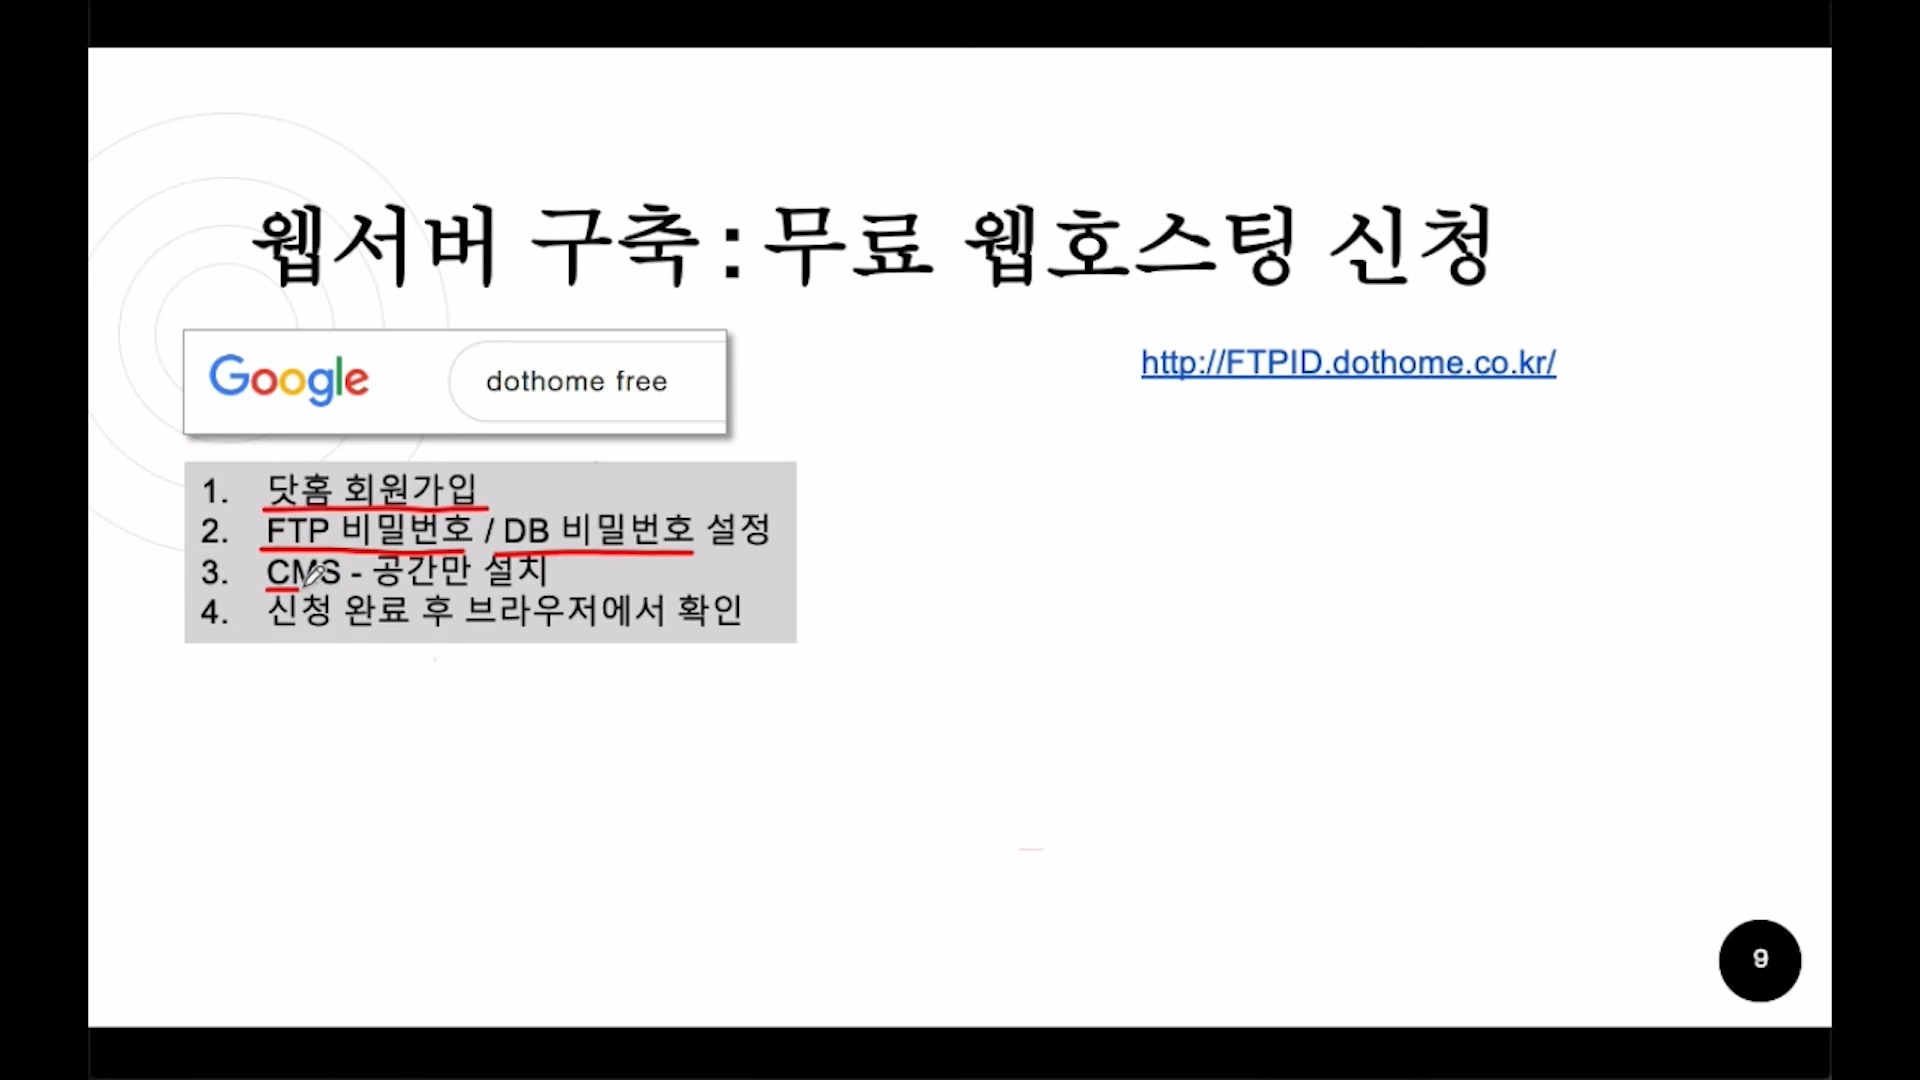 웹서버 구축:무료 웹호스팅 신청
Google
dothome free
http://FTPID.dothome.co.kr/
1. 닷홈 회원가입
2. FTP 비밀번호 / DB 비밀번호 설정
3. CMS - 공간만 설치
4. 신청 완료 후 브라우저에서 확인
9